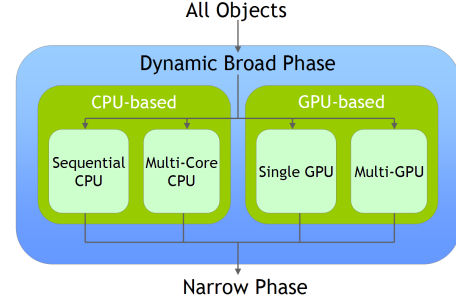 All Objects
Dynamic Broad Phase
CPU-based
GPU-based
Sequential
CPU
Multi-Core
CPU
Single GPU
Multi-GPU
Narrow Phase